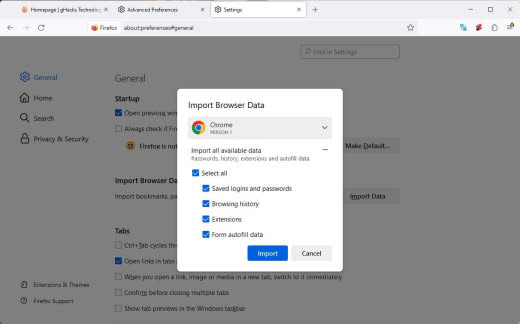 Homepage | gHacks Technolog
Advanced Preferences
Settings
Firefox
about:preferences#general
Find in Settings
General
Home
Search
Privacy & Security
Extensions & Themes
Firefox Support
General
Startup
Open previous win
Always check if Fir
Firefox is not
Make Default...
Import Browser Da
Import bookmarks, pa
Import Data
Tabs
Ctrl+Tab cycles thr
Open links in tabs
When you open a link, image or media in a new tab, switch to it immediately
Confirm before closing multiple tabs
Show tab previews in the Windows taskbar
Import Browser Data
Chrome
PERSON 1
Import all available data
Passwords, history, extensions and autofill data
Select all
Saved logins and passwords
Browsing history
Extensions
Form autofill data
Import
Cancel